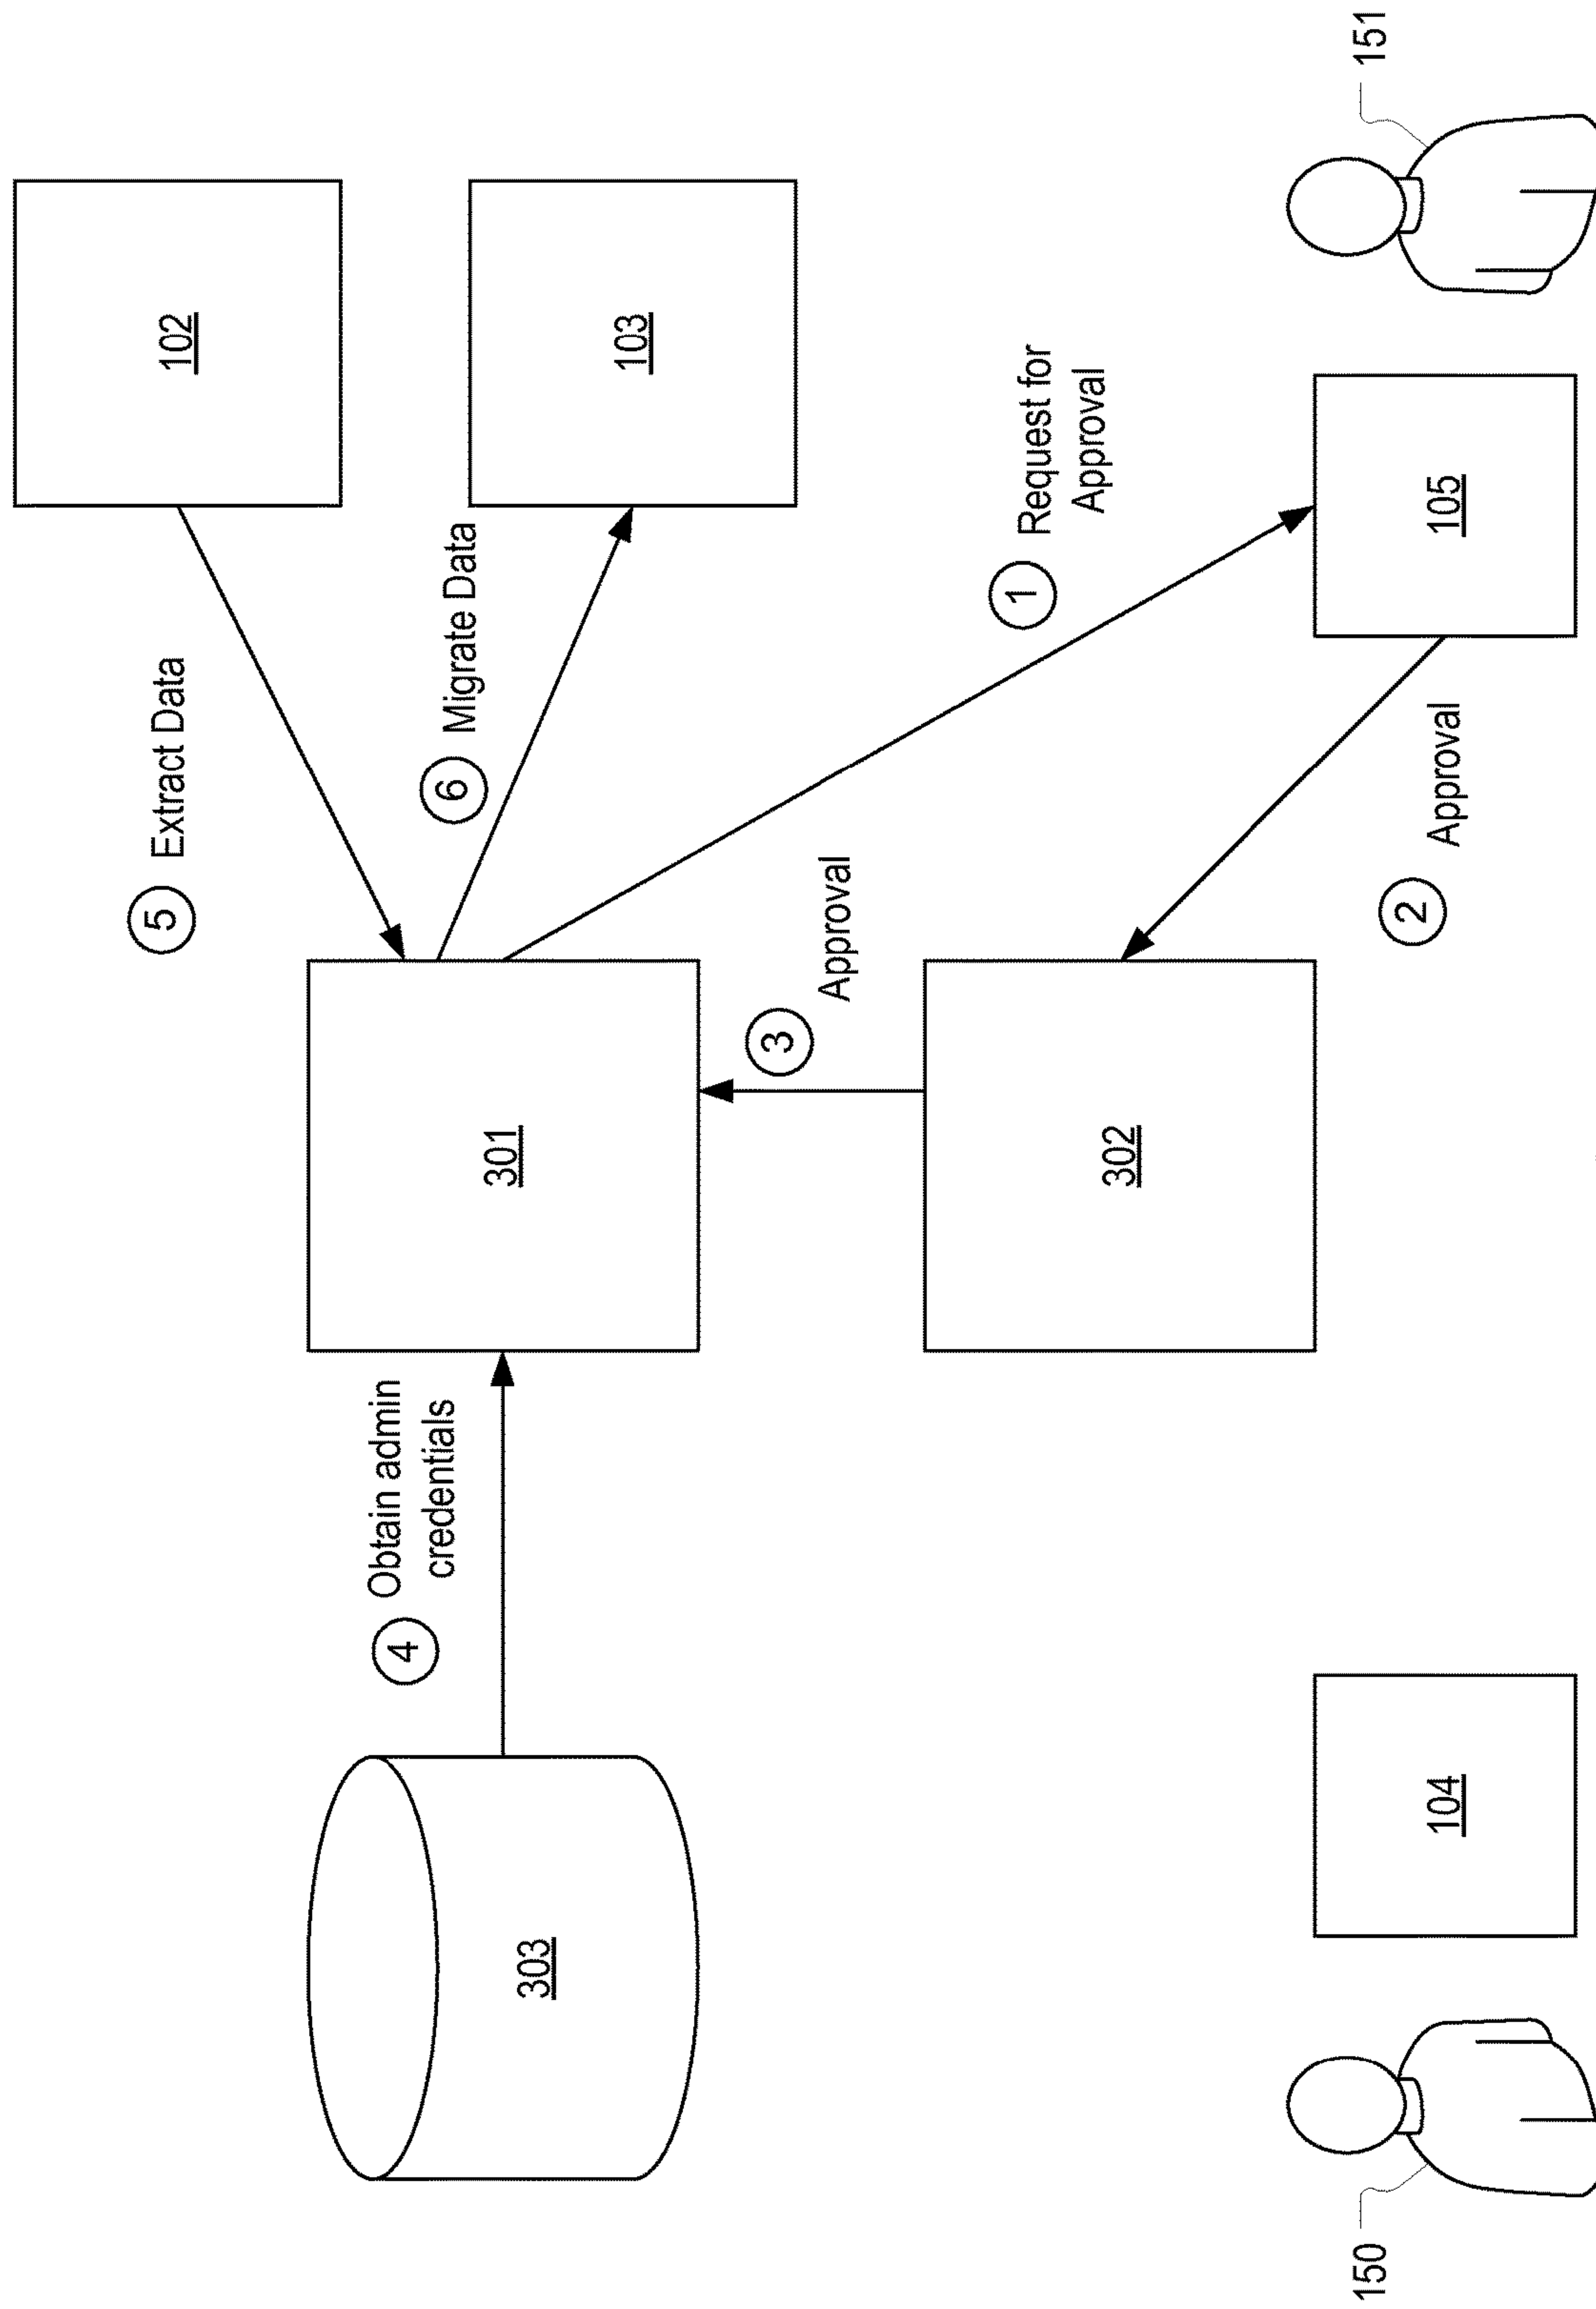 102
103
5
Extract Data
6
Migrate Data
1
Request for
Approval
301
3
Approval
4
Obtain admin
credentials
303
302
2
Approval
105
151
104
150